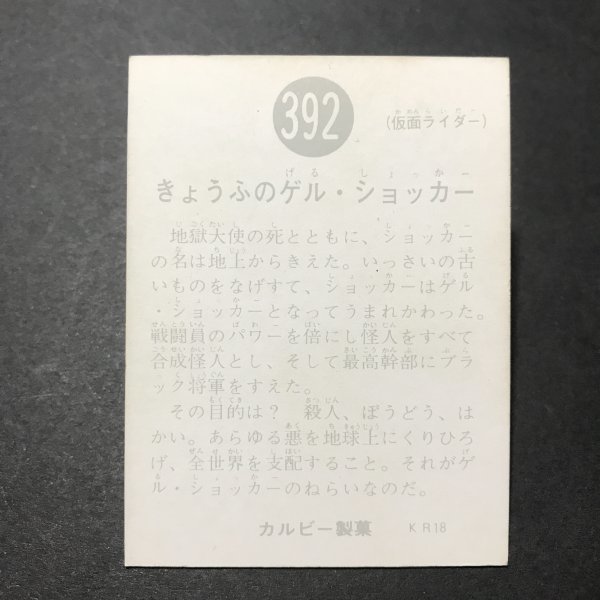 392
(仮面ライダー)
きょうふのゲル・ショッカー
地獄大使の死とともに、ショッカー
の名は地上からきえた。いっさいの古
いものをなげすて、ショッカーはゲル
・ショッカーとなってうまれかわった。
戦闘員のパワーを倍にし怪人をすべて
合成怪人とし、そして最高幹部にブラ
ック将軍をすえた。
その目的は? 殺人、ぼうどう、は
かい。あらゆる悪を地球上にくりひろ
げ、全世界を支配すること。それがゲ
ル・ショッカーのねらいなのだ。
カルビー製菓 KR18